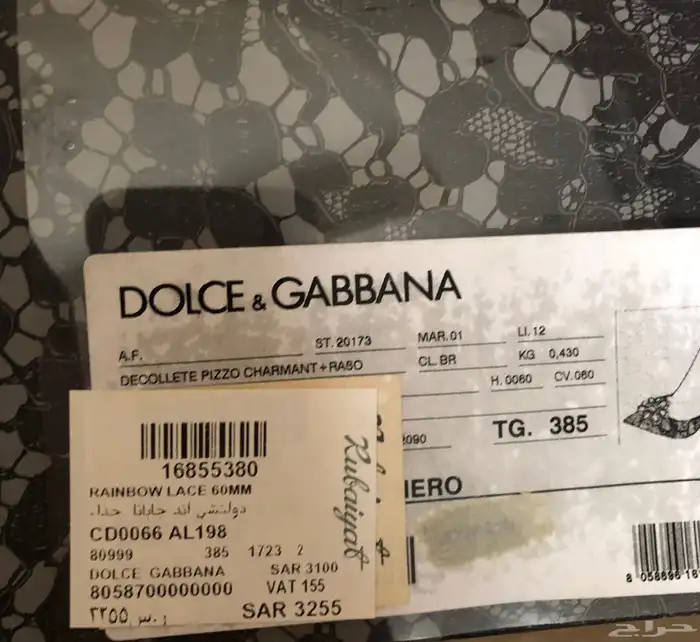 DOLCE & GABBANA
A.F. ST. 20173 MAR.01 LI.12
DECOLLETE PIZZO CHARMANT+RASO CL.BR KG 0,430
H.0060 CV.060
TG. 385
Rubaiyat
16855380
RAINBOW LACE 60MM
دولتشي اند جابانا حذاء
CD0066 AL198
80999 385 1723 2
DOLCE GABBANA SAR 3100
8058700000000 VAT 155
ر.س ٣٢٥٥ SAR 3255
حراج